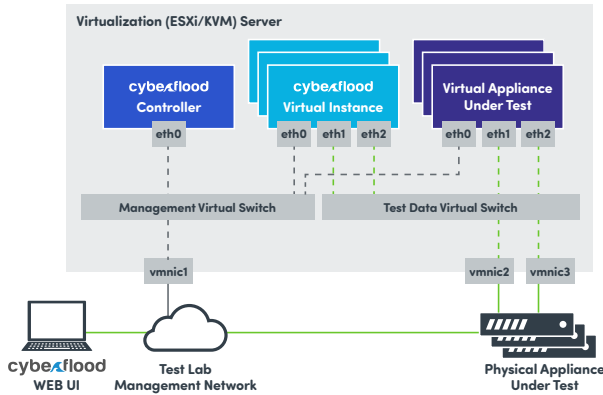 Virtualization (ESXi/KVM) Server
cyberflood
Controller
cyberflood
Virtual Instance
Virtual Appliance
Under Test
eth0
eth0
eth1
eth2
eth0
eth1
eth2
Management Virtual Switch
Test Data Virtual Switch
vmnic1
vmnic2
vmnic3
cyberflood
WEB UI
Test Lab
Management Network
Physical Appliance
Under Test